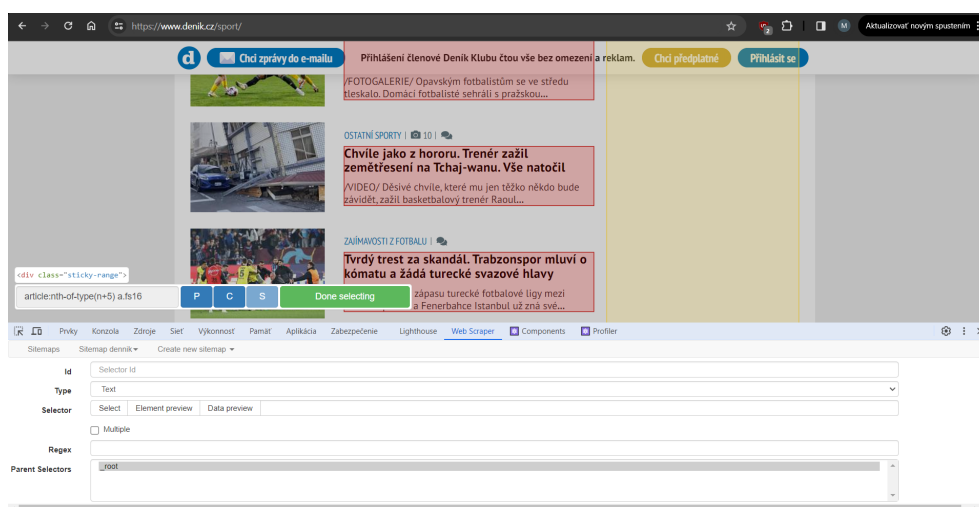 https://www.denik.cz/sport/
2
M
Aktualizovať novým spustením
d
Chci zprávy do e-mailu
Přihlášení členové Deník Klubu čtou vše bez omezení a reklam.
Chci předplatné
Přihlásit se
/FOTOGALERIE/ Opavským fotbalistům se ve středu
tleskalo. Domácí fotbalisté sehráli s pražskou...
OSTATNÍ SPORTY | 10 |
Chvíle jako z hororu. Trenér zažil
zemětřesení na Tchaj-wanu. Vše natočil
/VIDEO/ Děsivé chvíle, které mu jen těžko někdo bude
závidět, zažil basketbalový trenér Raoul...
ZAJÍMAVOSTI Z FOTBALU |
Tvrdý trest za skandál. Trabzonspor mluví o
kómatu a žádá turecké svazové hlavy
zápasu turecké fotbalové ligy mezi
a Fenerbahce Istanbul už zná své...
<div class="sticky-range">
article:nth-of-type(n+5) a.fs16
P
C
S
Done selecting
Prvky
Konzola
Zdroje
Sieť
Výkonnosť
Pamäť
Aplikácia
Zabezpečenie
Lighthouse
Web Scraper
Components
Profiler
Sitemaps
Sitemap dennik
Create new sitemap
Id
Selector Id
Type
Text
Selector
Select
Element preview
Data preview
Multiple
Regex
Parent Selectors
_root